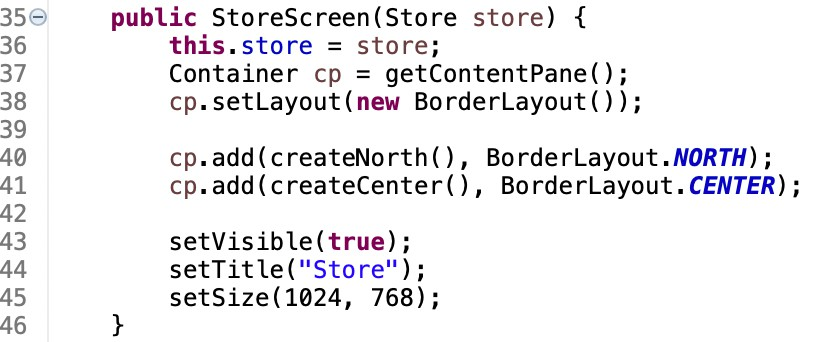 35 public StoreScreen(Store store) {
36 this.store = store;
37 Container cp = getContentPane();
38 cp.setLayout(new BorderLayout());
39
40 cp.add(createNorth(), BorderLayout.NORTH);
41 cp.add(createCenter(), BorderLayout.CENTER);
42
43 setVisible(true);
44 setTitle("Store");
45 setSize(1024, 768);
46 }